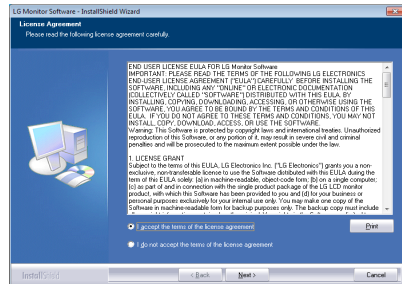 LG Monitor Software - InstallShield Wizard
License Agreement
Please read the following license agreement carefully.
END USER LICENSE EULA FOR LG Monitor Software
IMPORTANT: PLEASE READ THE TERMS OF THE FOLLOWING LG ELECTRONICS
END-USER LICENSE AGREEMENT ("EULA") CAREFULLY BEFORE INSTALLING THE
SOFTWARE, INCLUDING ANY "ONLINE" OR ELECTRONIC DOCUMENTATION
(COLLECTIVELY CALLED "SOFTWARE") DISTRIBUTED WITH THIS EULA. BY
INSTALLING, COPYING, DOWNLOADING, ACCESSING, OR OTHERWISE USING THE
SOFTWARE, YOU AGREE TO BE BOUND BY THE TERMS AND CONDITIONS OF THIS
EULA. IF YOU DO NOT AGREE TO THESE TERMS AND CONDITIONS, YOU MAY NOT
INSTALL, COPY, DOWNLOAD, ACCESS, OR USE THE SOFTWARE.
Warning: This Software is protected by copyright laws and international treaties. Unauthorized
reproduction of this Software, or any portion of it, may result in severe civil and criminal
penalties and will be prosecuted to the maximum extent possible under the law.
1. LICENSE GRANT
Subject to the terms of this EULA, LG Electronics Inc. ("LG Electronics") grants you a non-
exclusive, non-transferable license to use the Software distributed with this EULA during the
term of this EULA solely: (a) in machine-readable, object-code form; (b) on a single computer;
(c) as part of and in connection with the single product package of the LG LCD monitor
product, with which this Software has been provided to you and (d) for your business or
personal purposes exclusively for your internal use only. You may make one copy of the
Software in machine-readable form for backup purposes only. The backup copy must include
I accept the terms of the license agreement
Print
I do not accept the terms of the license agreement
InstallShield
< Back
Next >
Cancel